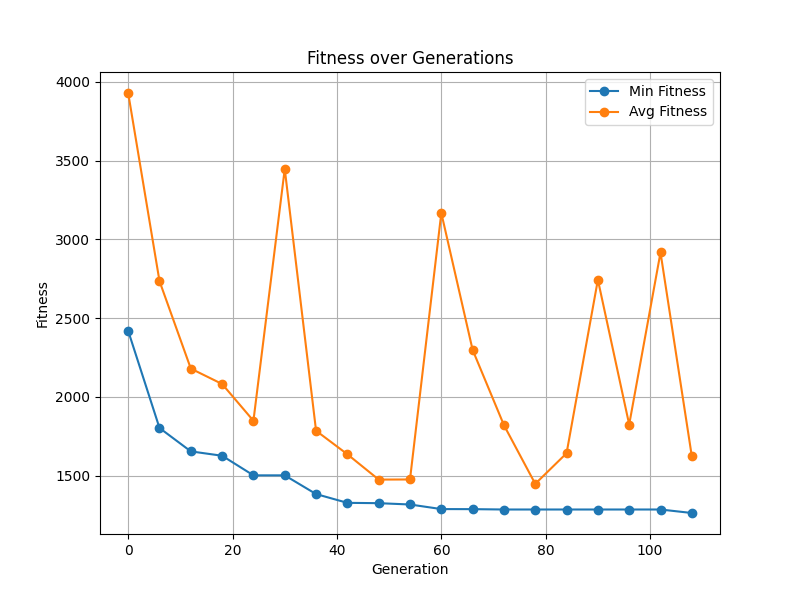 Fitness over Generations
Min Fitness
Avg Fitness
4000
3500
3000
2500
2000
1500
Fitness
0 20 40 60 80 100
Generation